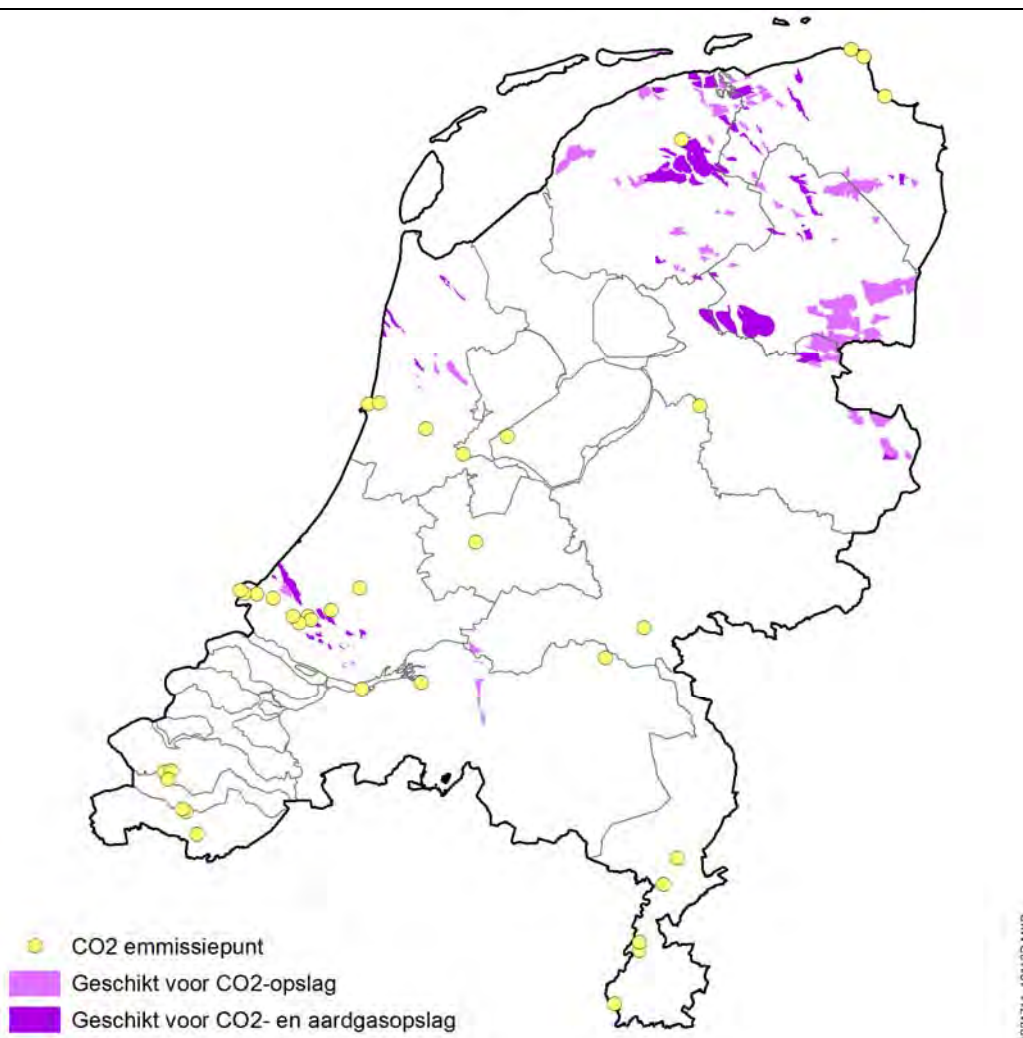 CO2 emmissiepunt
Geschikt voor CO2-opslag
Geschikt voor CO2- en aardgasopslag